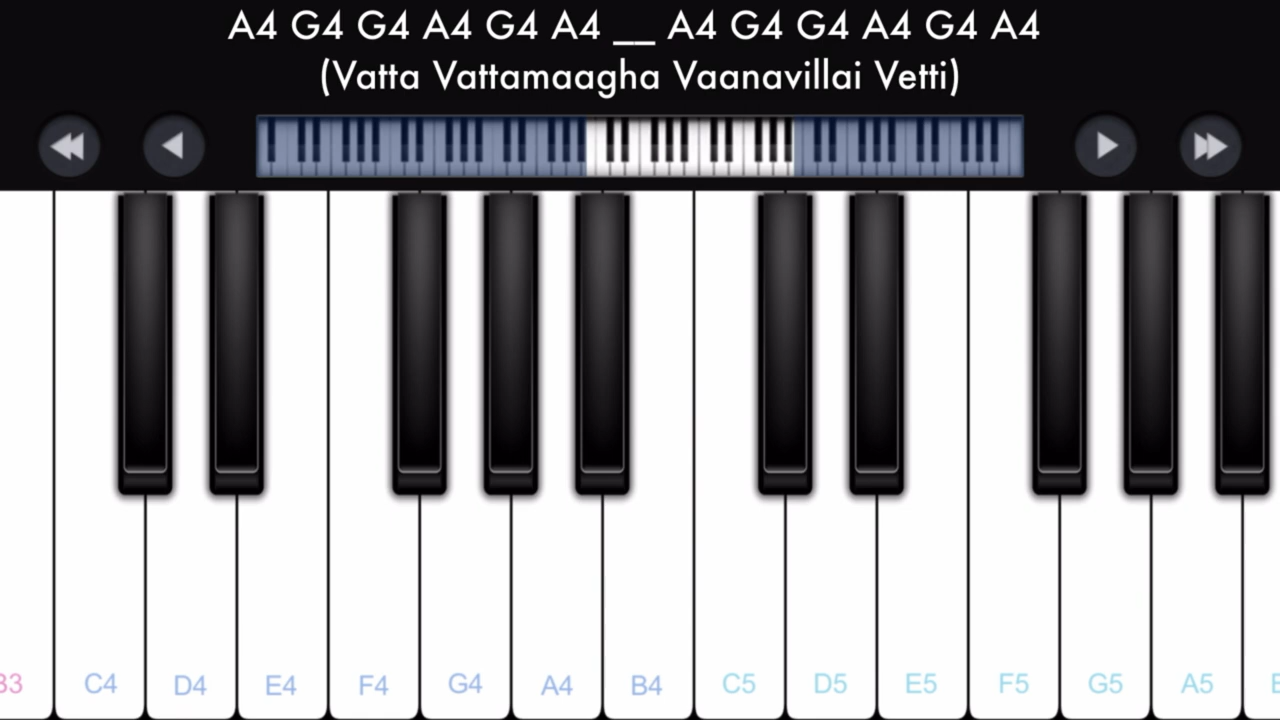 A4 G4 G4 A4 G4 A4 __ A4 G4 G4 A4 G4 A4
(Vatta Vattamaagha Vaanavillai Vetti)
B3 C4 D4 E4 F4 G4 A4 B4 C5 D5 E5 F5 G5 A5